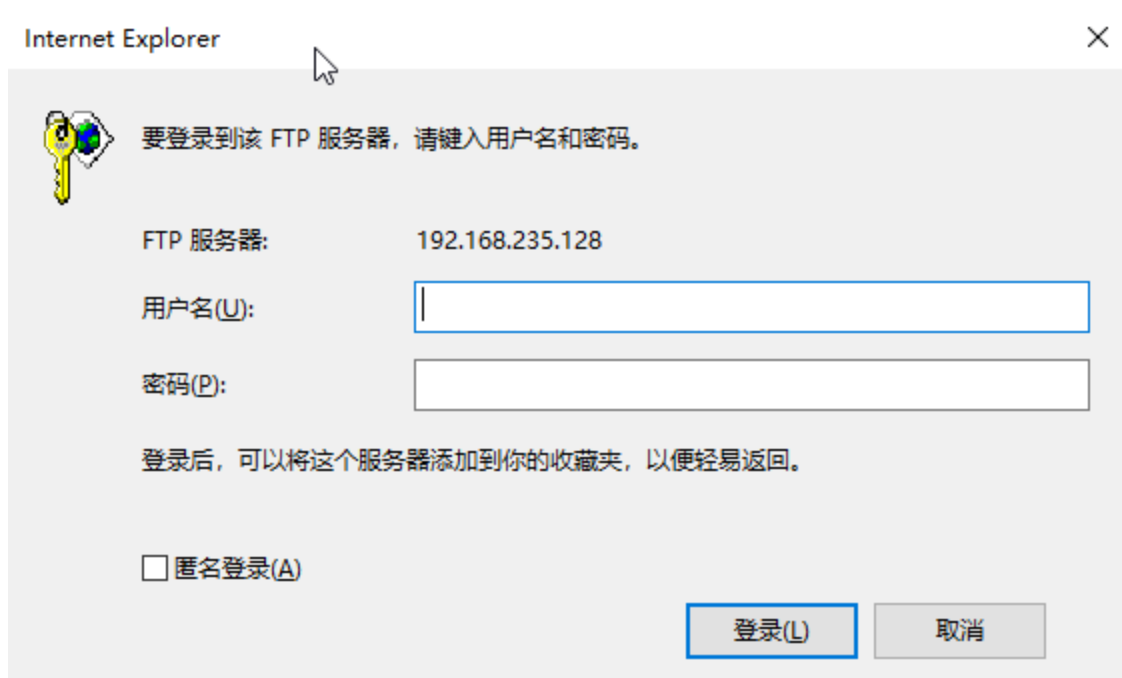 Internet Explorer
要登录到该 FTP 服务器，请键入用户名和密码。
FTP 服务器: 192.168.235.128
用户名(U):
密码(P):
登录后，可以将这个服务器添加到你的收藏夹，以便轻易返回。
匿名登录(A)
登录(L) 取消